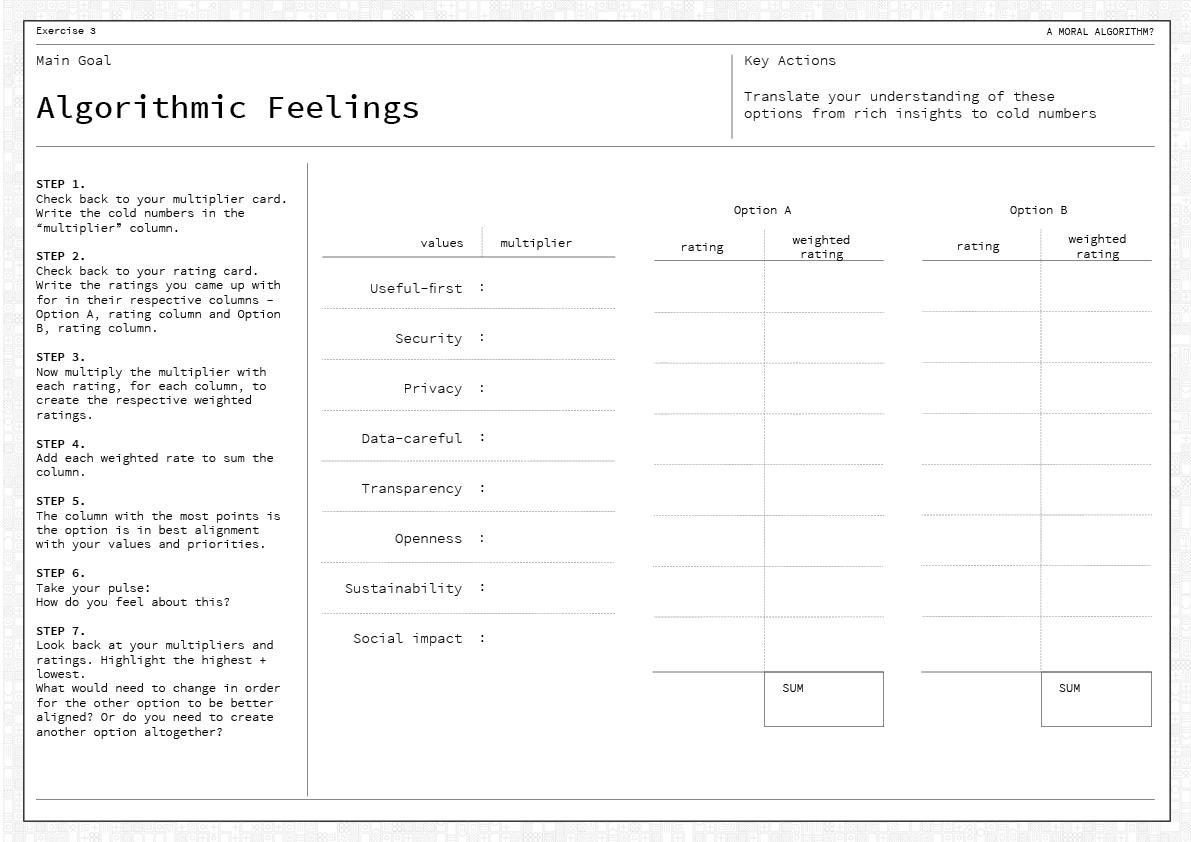 Exercise 3
A MORAL ALGORITHM?
Main Goal
Algorithmic Feelings
Key Actions
Translate your understanding of these
options from rich insights to cold numbers
STEP 1.
Check back to your multiplier card.
Write the cold numbers in the
“multiplier” column.
STEP 2.
Check back to your rating card.
Write the ratings you came up with
for in their respective columns –
Option A, rating column and Option
B, rating column.
STEP 3.
Now multiply the multiplier with
each rating, for each column, to
create the respective weighted
ratings.
STEP 4.
Add each weighted rate to sum the
column.
STEP 5.
The column with the most points is
the option is in best alignment
with your values and priorities.
STEP 6.
Take your pulse:
How do you feel about this?
STEP 7.
Look back at your multipliers and
ratings. Highlight the highest +
lowest.
What would need to change in order
for the other option to be better
aligned? Or do you need to create
another option altogether?
values multiplier
Useful-first :
Security :
Privacy :
Data-careful :
Transparency :
Openness :
Sustainability :
Social impact :
Option A
rating
weighted
rating
SUM
Option B
rating
weighted
rating
SUM